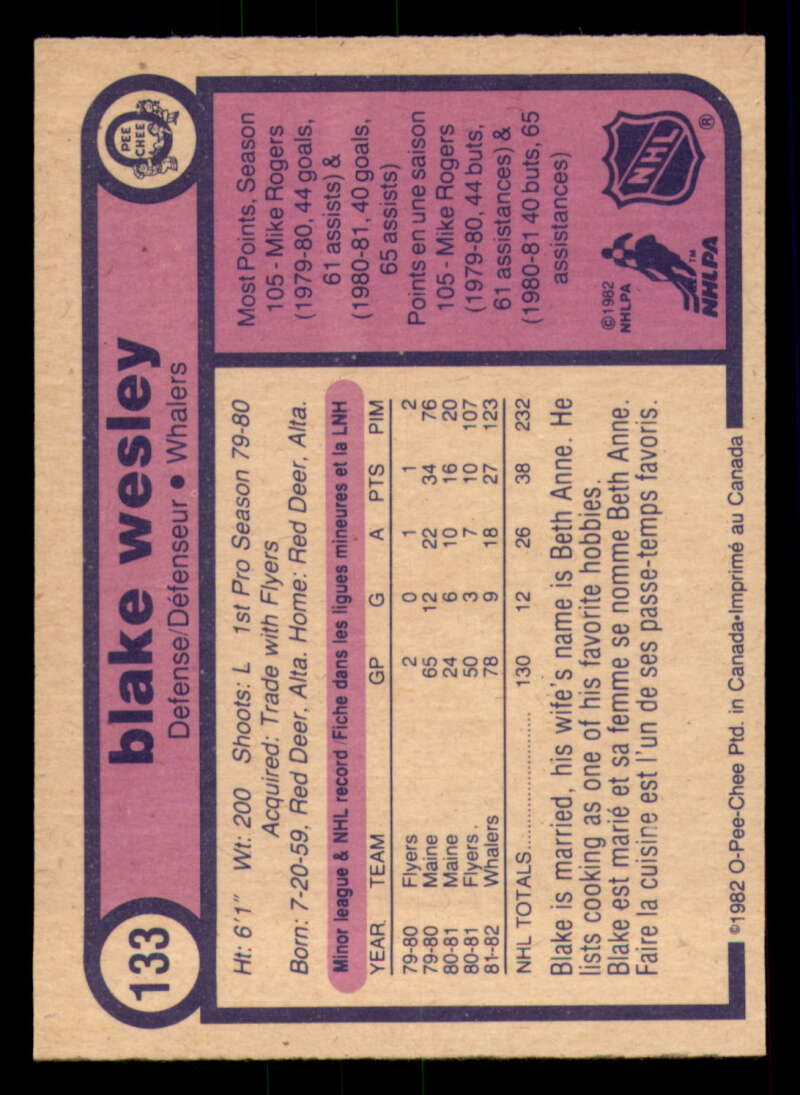 133
blake wesley
Defense/Défenseur ● Whalers
O PEE CHEE
Ht: 6'1" Wt: 200 Shoots: L 1st Pro Season 79-80
Acquired: Trade with Flyers
Born: 7-20-59, Red Deer, Alta. Home: Red Deer, Alta.
Minor league & NHL record/Fiche dans les ligues mineures et la LNH
YEAR TEAM GP G A PTS PIM
79-80 Flyers 2 0 1 1 2
79-80 Maine 65 12 22 34 76
80-81 Maine 24 6 10 16 20
80-81 Flyers 50 3 7 10 107
81-82 Whalers 78 9 18 27 123
NHL TOTALS.................... 130 12 26 38 232
Blake is married, his wife's name is Beth Anne. He
lists cooking as one of his favorite hobbies.
Blake est marié et sa femme se nomme Beth Anne.
Faire la cuisine est l'un de ses passe-temps favoris.
©1982 O-Pee-Chee Ptd. in Canada•Imprimé au Canada
Most Points, Season
105 - Mike Rogers
(1979-80, 44 goals,
61 assists) &
(1980-81, 40 goals,
65 assists)
Points en une saison
105 - Mike Rogers
(1979-80, 44 buts,
61 assistances) &
(1980-81 40 buts, 65
assistances)
©1982
NHLPA
NHLPA
™
NHL
®